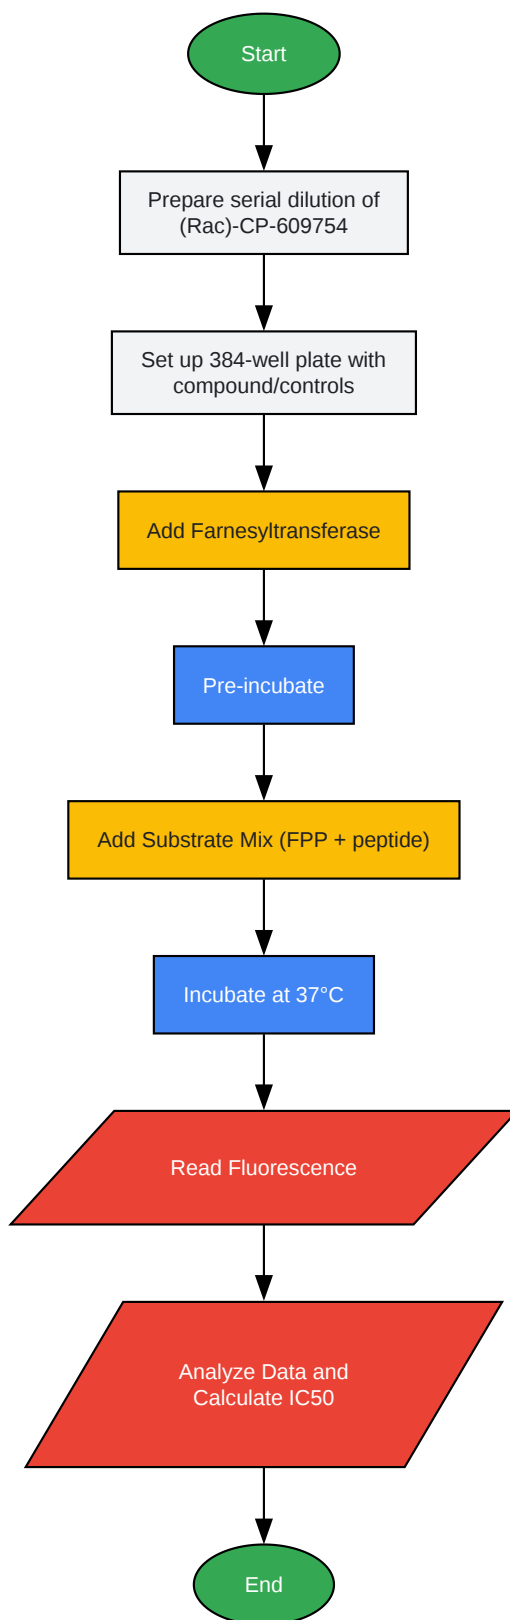 Start
Prepare serial dilution of
(Rac)-CP-609754
Set up 384-well plate with
compound/controls
Add Farnesyltransferase
Pre-incubate
Add Substrate Mix (FPP + peptide)
Incubate at 37°C
Read Fluorescence
Analyze Data and
Calculate IC50
End